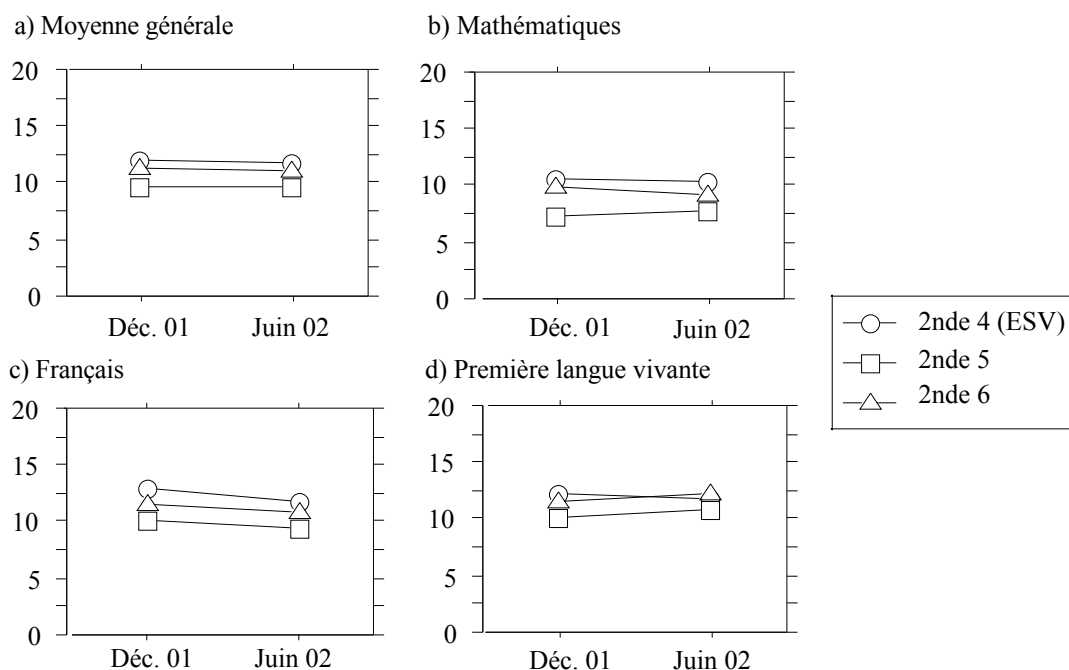 a) Moyenne générale
20
15
10
5
0
Déc. 01 Juin 02
b) Mathématiques
20
15
10
5
0
Déc. 01 Juin 02
c) Français
20
15
10
5
0
Déc. 01 Juin 02
d) Première langue vivante
20
15
10
5
0
Déc. 01 Juin 02
2nde 4 (ESV)
2nde 5
2nde 6